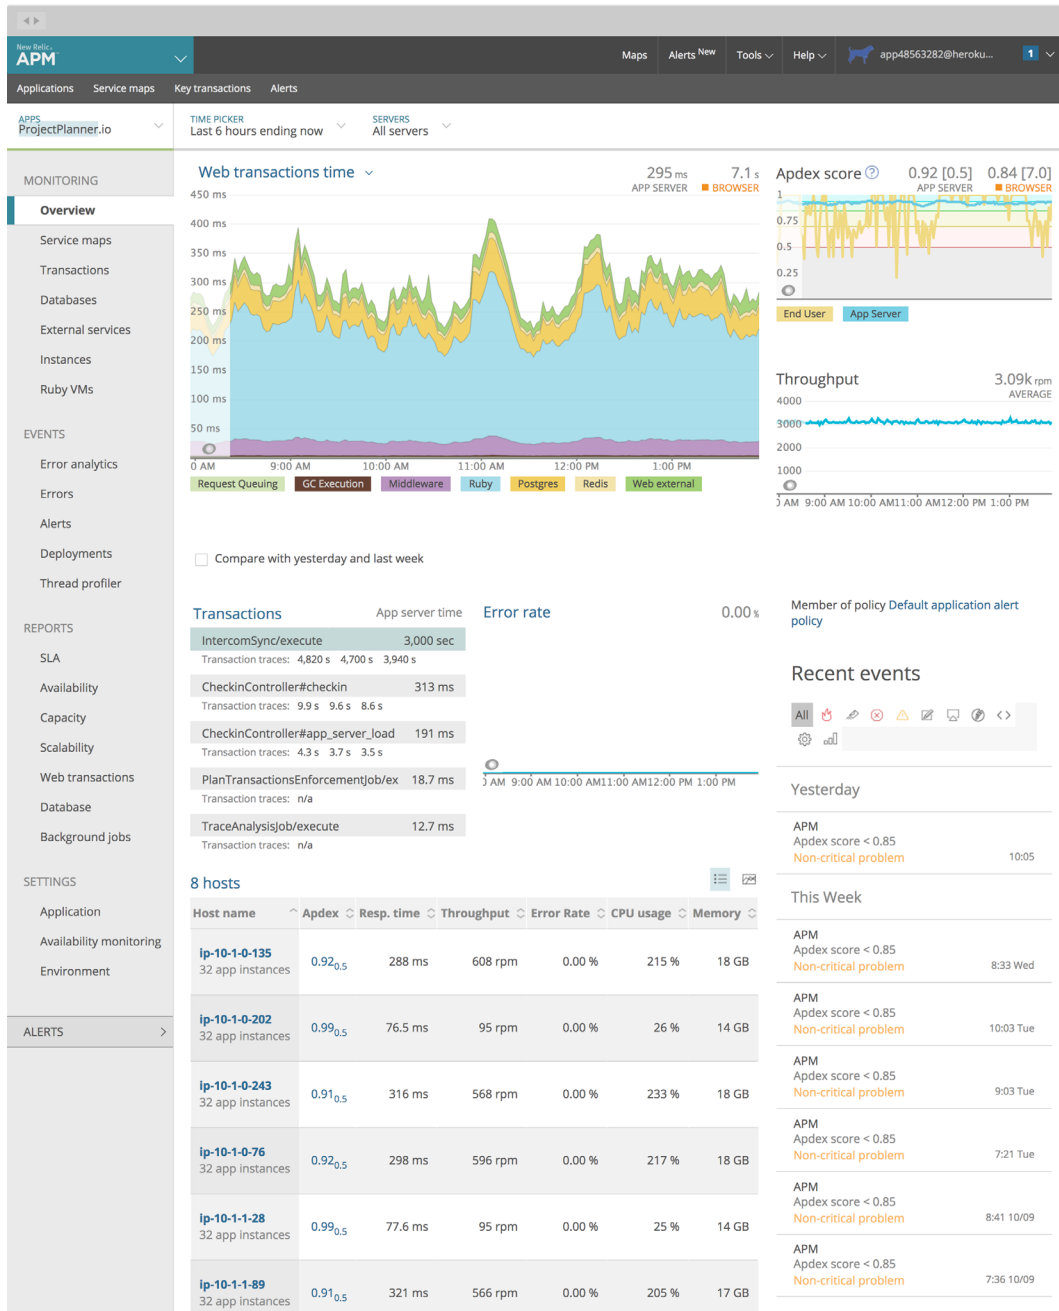 New Relic.
APM™
Maps
Alerts New
Tools
Help
app48563282@heroku...
1
Applications
Service maps
Key transactions
Alerts
APPS
ProjectPlanner.io
TIME PICKER
Last 6 hours ending now
SERVERS
All servers
MONITORING
Overview
Service maps
Transactions
Databases
External services
Instances
Ruby VMs
EVENTS
Error analytics
Errors
Alerts
Deployments
Thread profiler
REPORTS
SLA
Availability
Capacity
Scalability
Web transactions
Database
Background jobs
SETTINGS
Application
Availability monitoring
Environment
ALERTS
Web transactions time
295 ms
APP SERVER
7.1 s
BROWSER
450 ms
400 ms
350 ms
300 ms
250 ms
200 ms
150 ms
100 ms
50 ms
0 AM 9:00 AM 10:00 AM 11:00 AM 12:00 PM 1:00 PM
Request Queuing GC Execution Middleware Ruby Postgres Redis Web external
Apdex score ?
0.92 [0.5]
APP SERVER
0.84 [7.0]
BROWSER
1
0.75
0.5
0.25
End User App Server
Throughput
3.09k rpm
AVERAGE
4000
3000
2000
1000
0 AM 9:00 AM 10:00 AM 11:00 AM 12:00 PM 1:00 PM
Compare with yesterday and last week
Transactions App server time
IntercomSync/execute 3,000 sec
Transaction traces: 4,820 s 4,700 s 3,940 s
CheckinController#checkin 313 ms
Transaction traces: 9.9 s 9.6 s 8.6 s
CheckinController#app_server_load 191 ms
Transaction traces: 4.3 s 3.7 s 3.5 s
PlanTransactionsEnforcementJob/ex 18.7 ms
Transaction traces: n/a
TraceAnalysisJob/execute 12.7 ms
Transaction traces: n/a
Error rate 0.00 %
0 AM 9:00 AM 10:00 AM 11:00 AM 12:00 PM 1:00 PM
Member of policy Default application alert
policy
Recent events
All
Yesterday
APM
Apdex score < 0.85
Non-critical problem 10:05
This Week
APM
Apdex score < 0.85
Non-critical problem 8:33 Wed
APM
Apdex score < 0.85
Non-critical problem 10:03 Tue
APM
Apdex score < 0.85
Non-critical problem 9:03 Tue
APM
Apdex score < 0.85
Non-critical problem 7:21 Tue
APM
Apdex score < 0.85
Non-critical problem 8:41 10/09
APM
Apdex score < 0.85
Non-critical problem 7:36 10/09
8 hosts
Host name Apdex Resp. time Throughput Error Rate CPU usage Memory
ip-10-1-0-135
32 app instances
0.92 0.5 288 ms 608 rpm 0.00 % 215 % 18 GB
ip-10-1-0-202
32 app instances
0.99 0.5 76.5 ms 95 rpm 0.00 % 26 % 14 GB
ip-10-1-0-243
32 app instances
0.91 0.5 316 ms 568 rpm 0.00 % 233 % 18 GB
ip-10-1-0-76
32 app instances
0.92 0.5 298 ms 596 rpm 0.00 % 217 % 18 GB
ip-10-1-1-28
32 app instances
0.99 0.5 77.6 ms 95 rpm 0.00 % 25 % 14 GB
ip-10-1-1-89
32 app instances
0.91 0.5 321 ms 566 rpm 0.00 % 205 % 17 GB